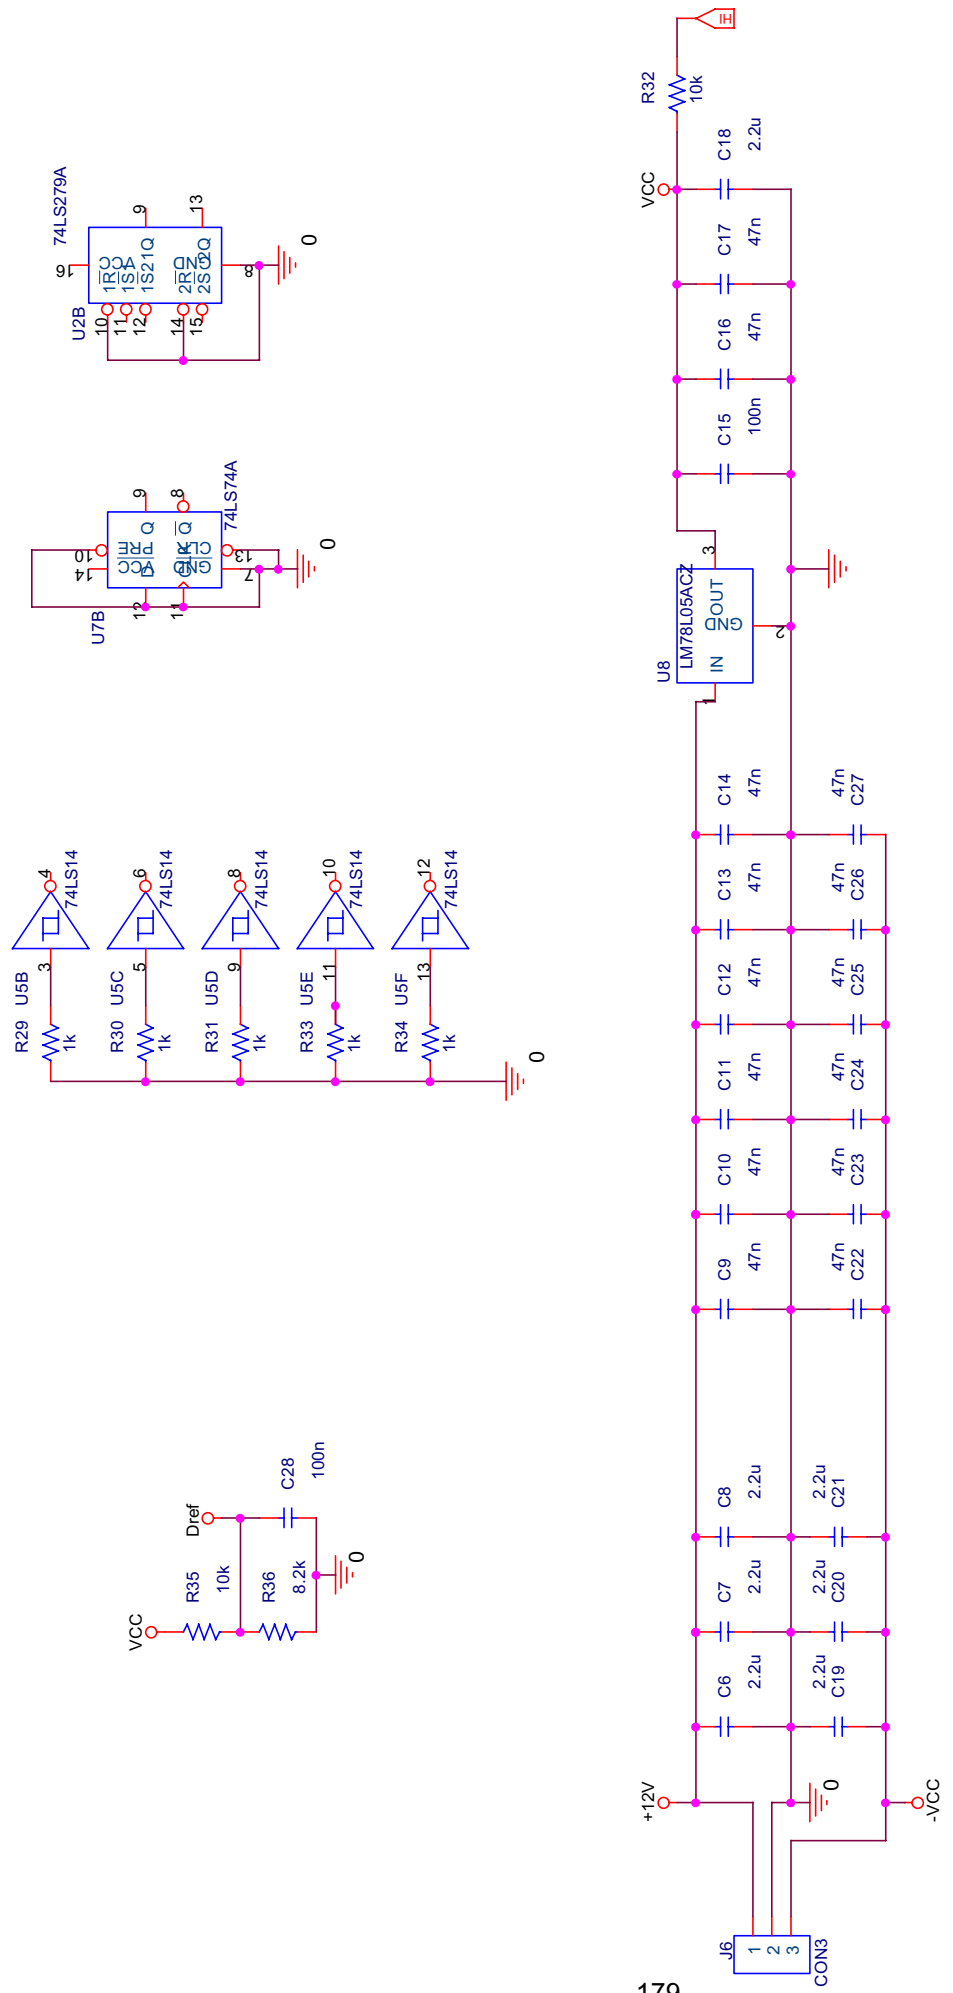 HI
R32
10k
C18
2.2u
VCC
C17
47n
C16
47n
C15
100n
74LS279A
U2B
16
VCC
1R
1S1
1S2
1Q
2R
2S
2Q
GND
10
11
12
14
15
9
13
8
0
74LS74A
U7B
10
14
PRE
VCC
D
Q
CLK
Q
GND
CLR
12
11
9
8
13
7
0
U8
LM78L05ACZ
IN
OUT
GND
1
3
2
U5B
3
4
74LS14
R29
1k
U5C
5
6
74LS14
R30
1k
U5D
9
8
74LS14
R31
1k
U5E
11
10
74LS14
R33
1k
U5F
13
12
74LS14
R34
1k
0
C14
47n
47n
C27
C13
47n
47n
C26
C12
47n
47n
C25
C11
47n
47n
C24
C10
47n
47n
C23
C9
47n
47n
C22
VCC
R35
10k
Dref
R36
8.2k
C28
100n
0
C8
2.2u
2.2u
C21
C7
2.2u
2.2u
C20
C6
2.2u
2.2u
C19
+12V
0
-VCC
J6
1
2
3
CON3
179